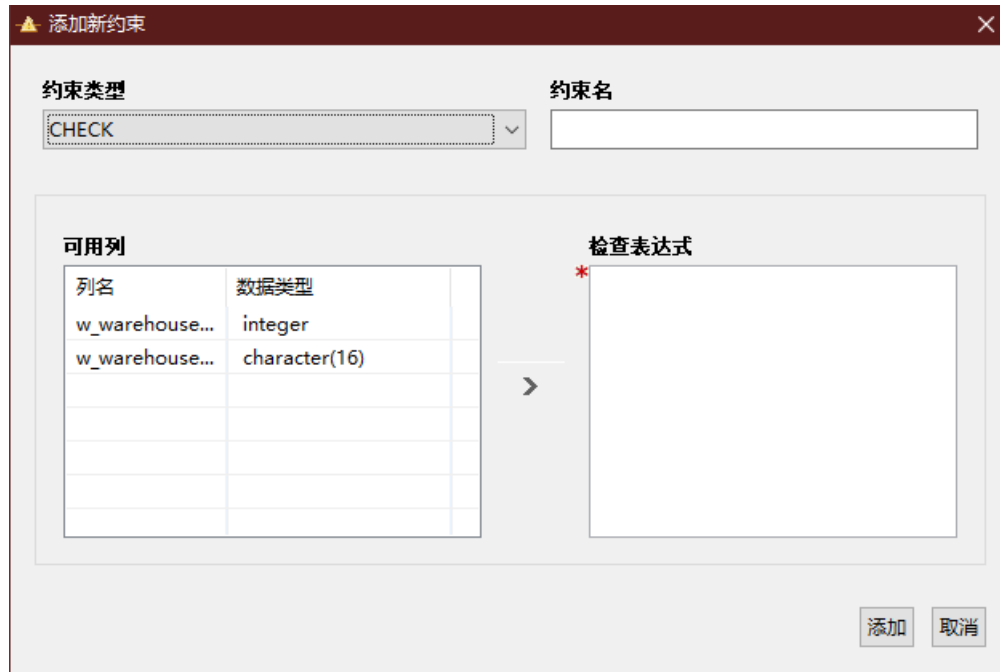 添加新约束
约束类型
约束名
CHECK
可用列
检查表达式
*
列名 数据类型
w_warehouse... integer
w_warehouse... character(16)
>
添加 取消